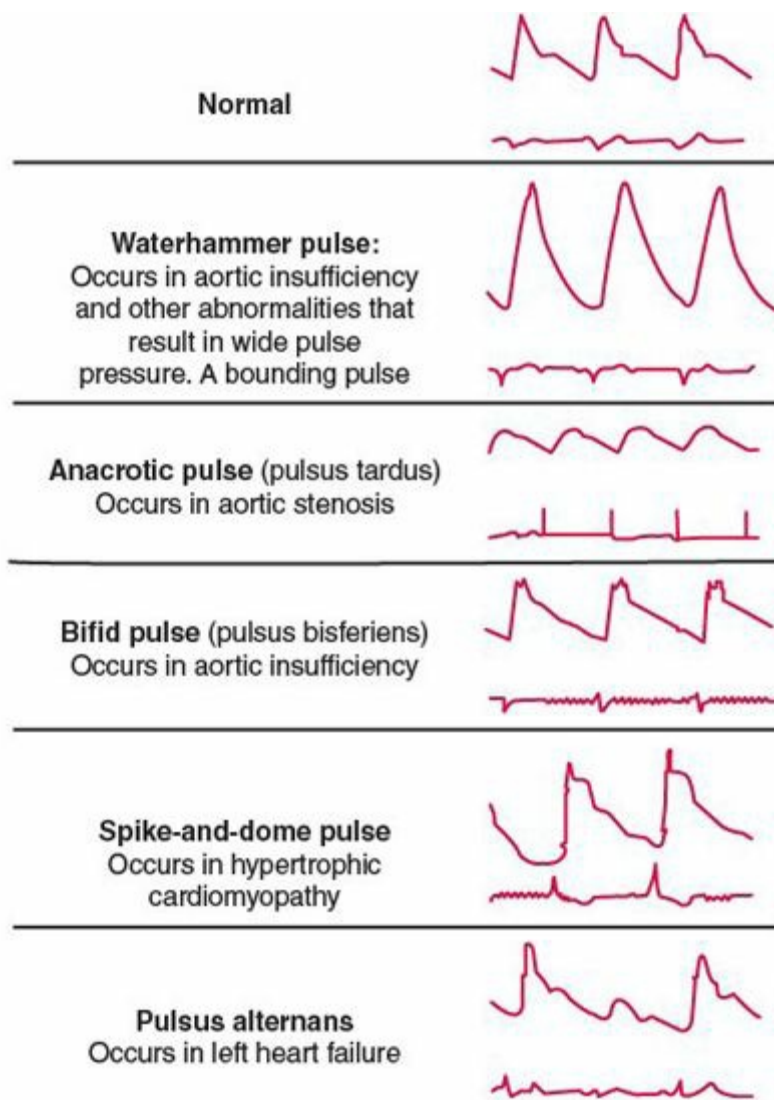 Normal
Waterhammer pulse:
Occurs in aortic insufficiency
and other abnormalities that
result in wide pulse
pressure. A bounding pulse
Anacrotic pulse (pulsus tardus)
Occurs in aortic stenosis
Bifid pulse (pulsus bisferiens)
Occurs in aortic insufficiency
Spike-and-dome pulse
Occurs in hypertrophic
cardiomyopathy
Pulsus alternans
Occurs in left heart failure